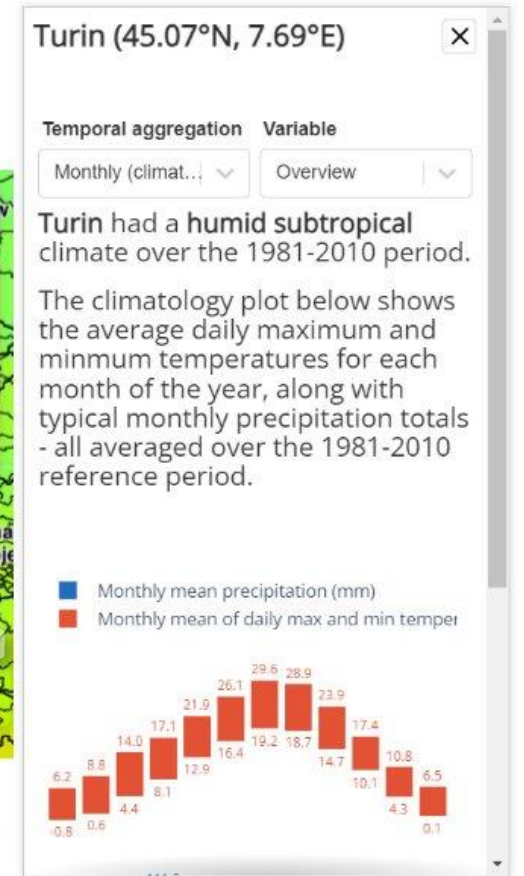 Turin (45.07°N, 7.69°E)
Temporal aggregation Variable
Monthly (climat... Overview
Turin had a humid subtropical
climate over the 1981-2010 period.
The climatology plot below shows
the average daily maximum and
minmum temperatures for each
month of the year, along with
typical monthly precipitation totals
- all averaged over the 1981-2010
reference period.
Monthly mean precipitation (mm)
Monthly mean of daily max and min temper
29.6 28.9
26.1
23.9
21.9
17.1 17.4
14.0
10.8
8.8
6.2 6.5
19.2 18.7
16.4
14.7
12.9
10.1
8.1
4.4 4.3
-0.8 0.6 0.1